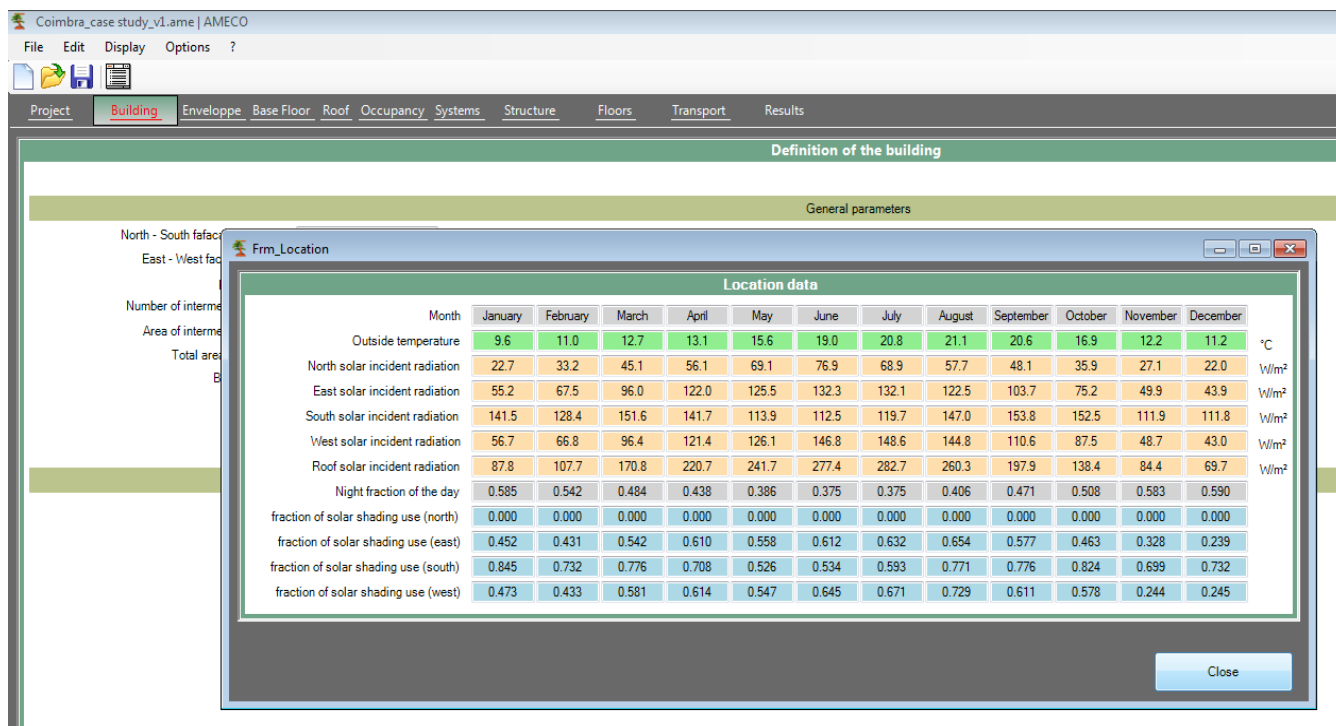 Coimbra_case study_v1.ame | AMECO
File Edit Display Options ?
Project Building Enveloppe Base Floor Roof Occupancy Systems Structure Floors Transport Results
Definition of the building
General parameters
North - South fafaca
East - West fac
Number of interme
Area of interme
Total area
B
Frm_Location
Location data
Month January February March April May June July August September October November December
Outside temperature 9.6 11.0 12.7 13.1 15.6 19.0 20.8 21.1 20.6 16.9 12.2 11.2 °C
North solar incident radiation 22.7 33.2 45.1 56.1 69.1 76.9 68.9 57.7 48.1 35.9 27.1 22.0 W/m²
East solar incident radiation 55.2 67.5 96.0 122.0 125.5 132.3 132.1 122.5 103.7 75.2 49.9 43.9 W/m²
South solar incident radiation 141.5 128.4 151.6 141.7 113.9 112.5 119.7 147.0 153.8 152.5 111.9 111.8 W/m²
West solar incident radiation 56.7 66.8 96.4 121.4 126.1 146.8 148.6 144.8 110.6 87.5 48.7 43.0 W/m²
Roof solar incident radiation 87.8 107.7 170.8 220.7 241.7 277.4 282.7 260.3 197.9 138.4 84.4 69.7 W/m²
Night fraction of the day 0.585 0.542 0.484 0.438 0.386 0.375 0.375 0.406 0.471 0.508 0.583 0.590
fraction of solar shading use (north) 0.000 0.000 0.000 0.000 0.000 0.000 0.000 0.000 0.000 0.000 0.000 0.000
fraction of solar shading use (east) 0.452 0.431 0.542 0.610 0.558 0.612 0.632 0.654 0.577 0.463 0.328 0.239
fraction of solar shading use (south) 0.845 0.732 0.776 0.708 0.526 0.534 0.593 0.771 0.776 0.824 0.699 0.732
fraction of solar shading use (west) 0.473 0.433 0.581 0.614 0.547 0.645 0.671 0.729 0.611 0.578 0.244 0.245
Close